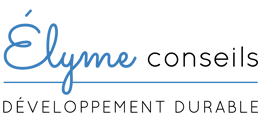 Élyme conseils
DÉVELOPPEMENT DURABLE